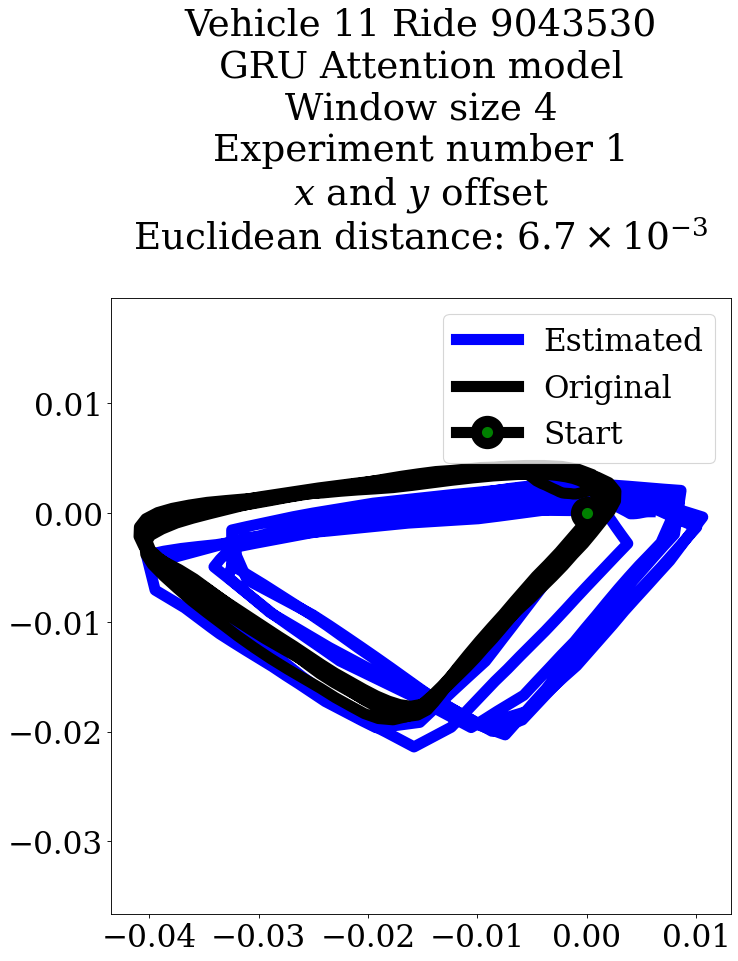 Vehicle 11 Ride 9043530
GRU Attention model
Window size 4
Experiment number 1
x and y offset
Euclidean distance: 6.7 × 10⁻³
Estimated
Original
Start
0.01
0.00
−0.01
−0.02
−0.03
−0.04 −0.03 −0.02 −0.01 0.00 0.01